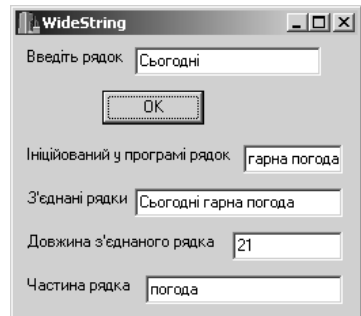 WideString
Введіть рядок Сьогодні
OK
Ініційований у програмі рядок гарна погода
З'єднані рядки Сьогодні гарна погода
Довжина з'єднаного рядка 21
Частина рядка погода